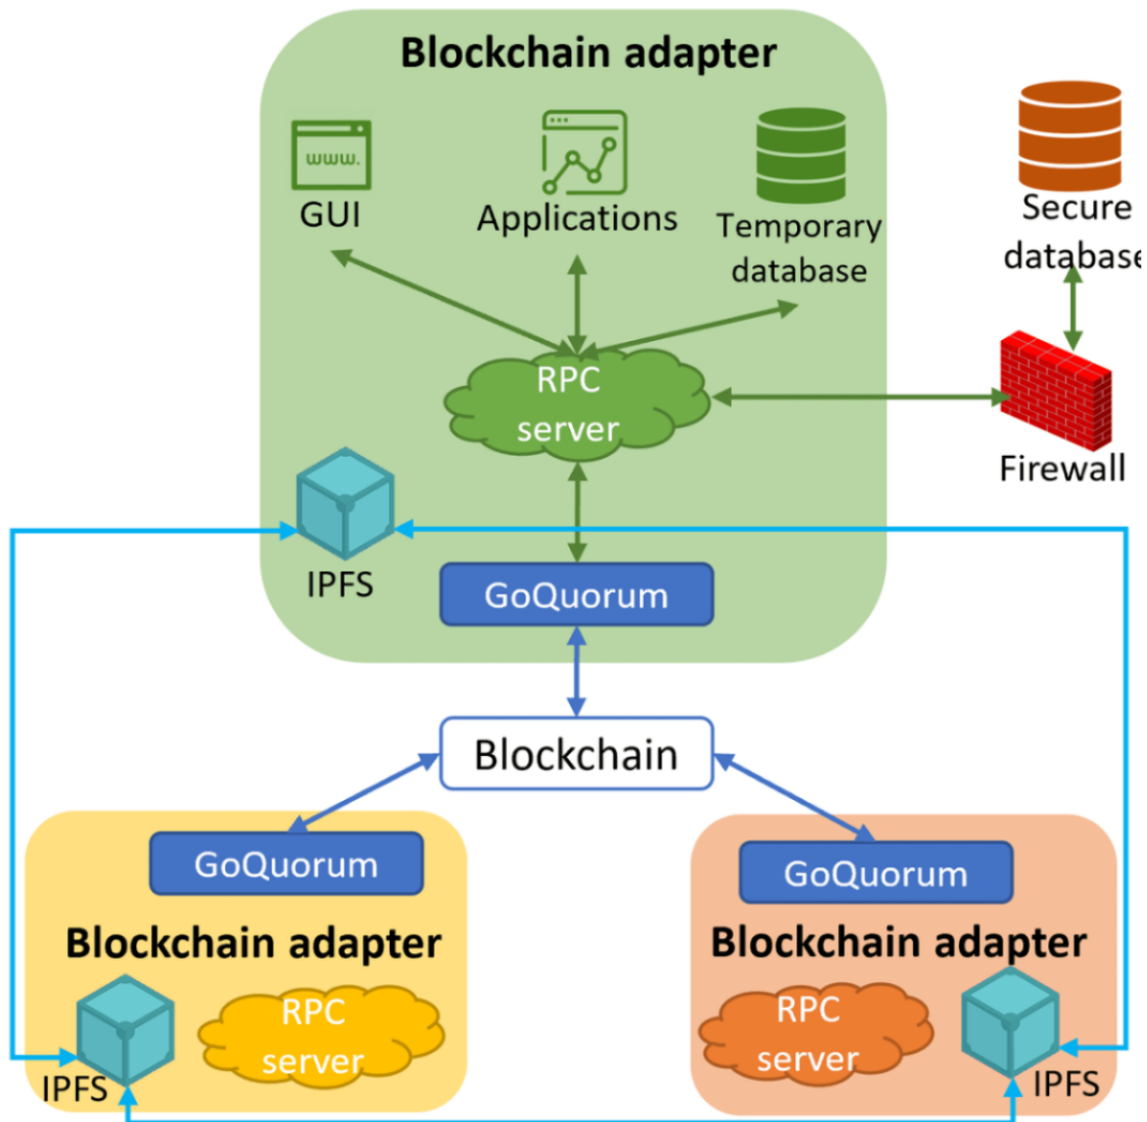 Blockchain adapter
www.
GUI
Applications
Temporary
database
Secure
database
RPC
server
Firewall
IPFS
GoQuorum
Blockchain
GoQuorum
Blockchain adapter
RPC
server
IPFS
GoQuorum
Blockchain adapter
RPC
server
IPFS